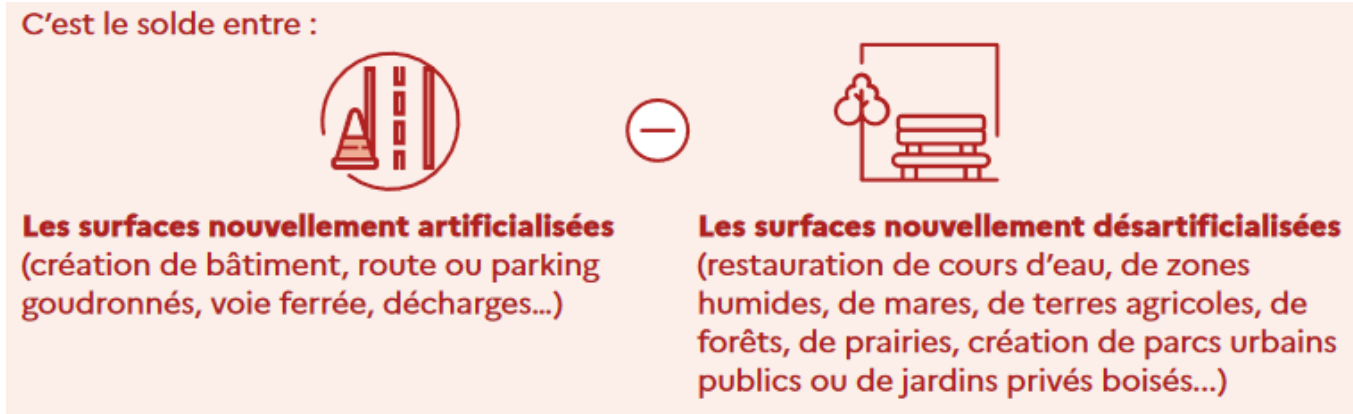 C'est le solde entre :
Les surfaces nouvellement artificialisées
(création de bâtiment, route ou parking
goudronnés, voie ferrée, décharges...)
Les surfaces nouvellement désartificialisées
(restauration de cours d'eau, de zones
humides, de mares, de terres agricoles, de
forêts, de prairies, création de parcs urbains
publics ou de jardins privés boisés...)